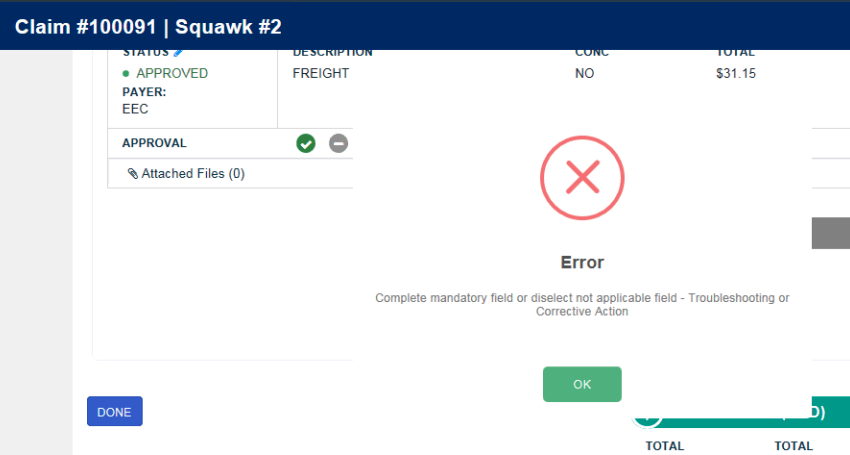 Claim #100091 | Squawk #2
STATUS DESCRIPTION CONC TOTAL
APPROVED FREIGHT NO $31.15
PAYER:
EEC
APPROVAL
Attached Files (0)
Error
Complete mandatory field or diselect not applicable field - Troubleshooting or
Corrective Action
OK
DONE
D)
TOTAL TOTAL